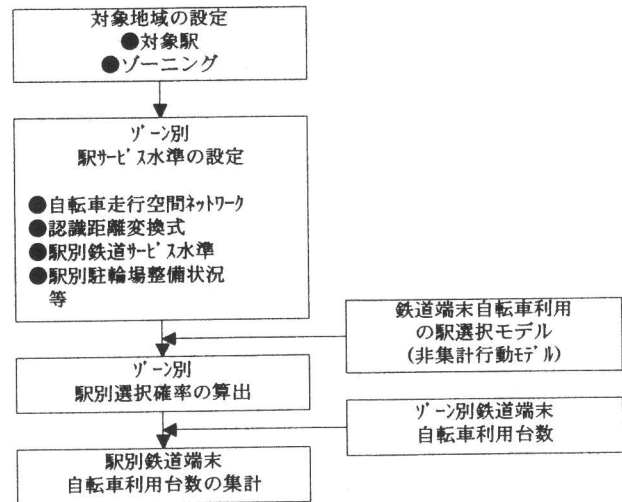 対象地域の設定
●対象駅
●ゾーニング
ｿﾞｰﾝ別
駅ｻｰﾋﾞｽ水準の設定
●自転車走行空間ﾈｯﾄﾜｰｸ
●認識距離変換式
●駅別鉄道ｻｰﾋﾞｽ水準
●駅別駐輪場整備状況
等
鉄道端末自転車利用
の駅選択モデル
(非集計行動ﾓﾃﾞﾙ)
ｿﾞｰﾝ別
駅別選択確率の算出
ｿﾞｰﾝ別鉄道端末
自転車利用台数
駅別鉄道端末
自転車利用台数の集計